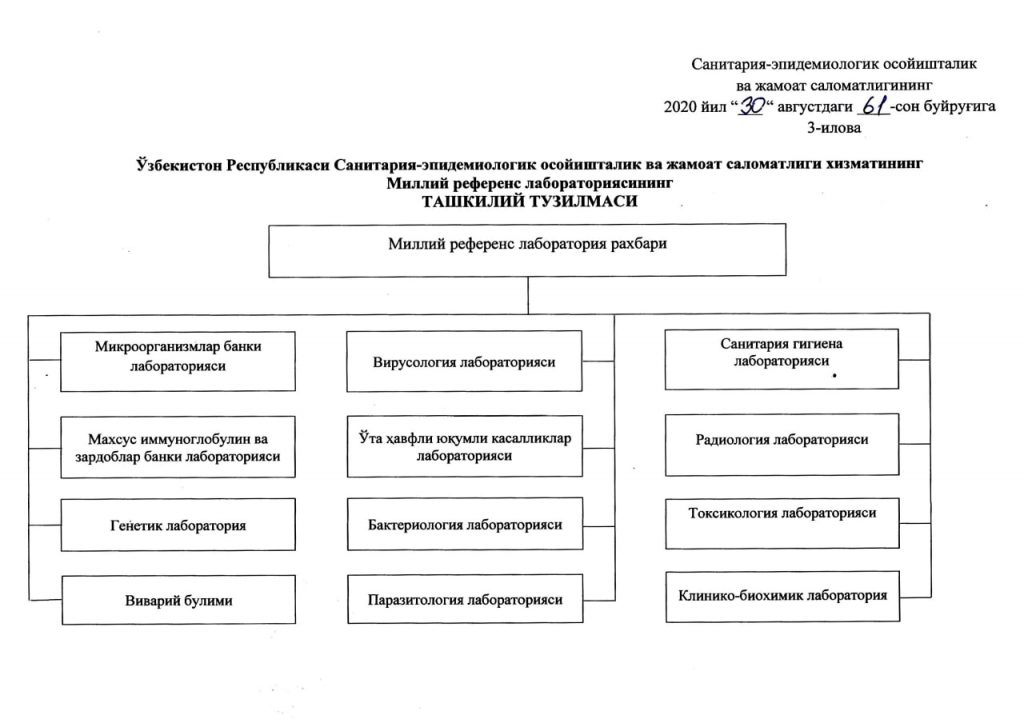 Санитария-эпидемиологик осойишталик
ва жамоат саломатлигининг
2020 йил “30“ августдаги 61-сон буйруғига
3-илова
Ўзбекистон Республикаси Санитария-эпидемиологик осойишталик ва жамоат саломатлиги хизматининг
Миллий референс лабораториясининг
ТАШКИЛИЙ ТУЗИЛМАСИ
Миллий референс лаборатория рахбари
Микроорганизмлар банки
лабораторияси
Вирусология лабораторияси
Санитария гигиена
лабораторияси
Махсус иммуноглобулин ва
зардоблар банки лабораторияси
Ўта ҳавфли юқумли касалликлар
лабораторияси
Радиология лабораторияси
Генетик лаборатория
Бактериология лабораторияси
Токсикология лабораторияси
Виварий булими
Паразитология лабораторияси
Клинико-биохимик лаборатория